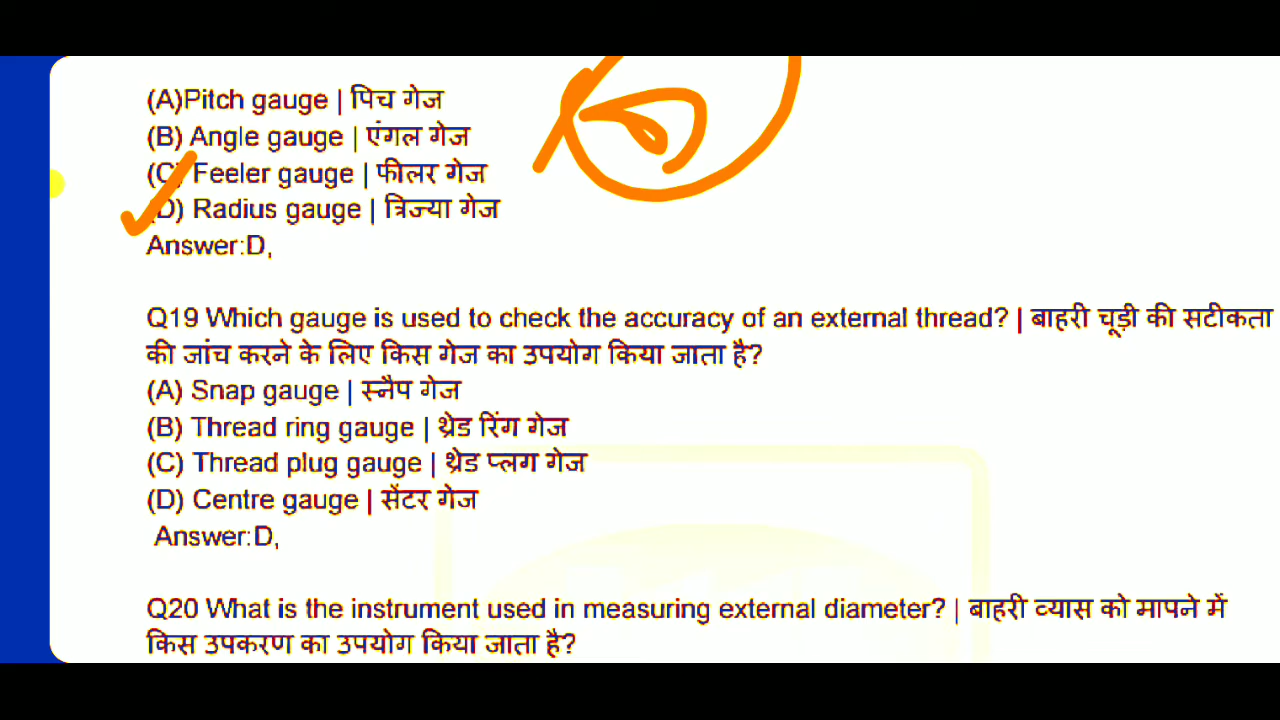 (A)Pitch gauge | पिच गेज
(B) Angle gauge | एंगल गेज
(C) Feeler gauge | फीलर गेज
(D) Radius gauge | त्रिज्या गेज
Answer:D,
Q19 Which gauge is used to check the accuracy of an external thread? | बाहरी चूड़ी की सटीकता
की जांच करने के लिए किस गेज का उपयोग किया जाता है?
(A) Snap gauge | स्नैप गेज
(B) Thread ring gauge | थ्रेड रिंग गेज
(C) Thread plug gauge | थ्रेड प्लग गेज
(D) Centre gauge | सेंटर गेज
Answer:D,
Q20 What is the instrument used in measuring external diameter? | बाहरी व्यास को मापने में
किस उपकरण का उपयोग किया जाता है?